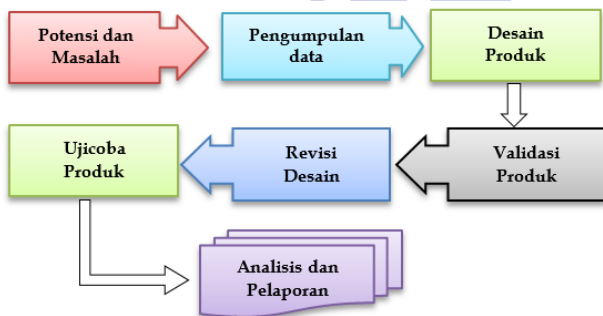 Potensi dan
Masalah
Pengumpulan
data
Desain
Produk
Validasi
Produk
Revisi
Desain
Ujicoba
Produk
Analisis dan
Pelaporan